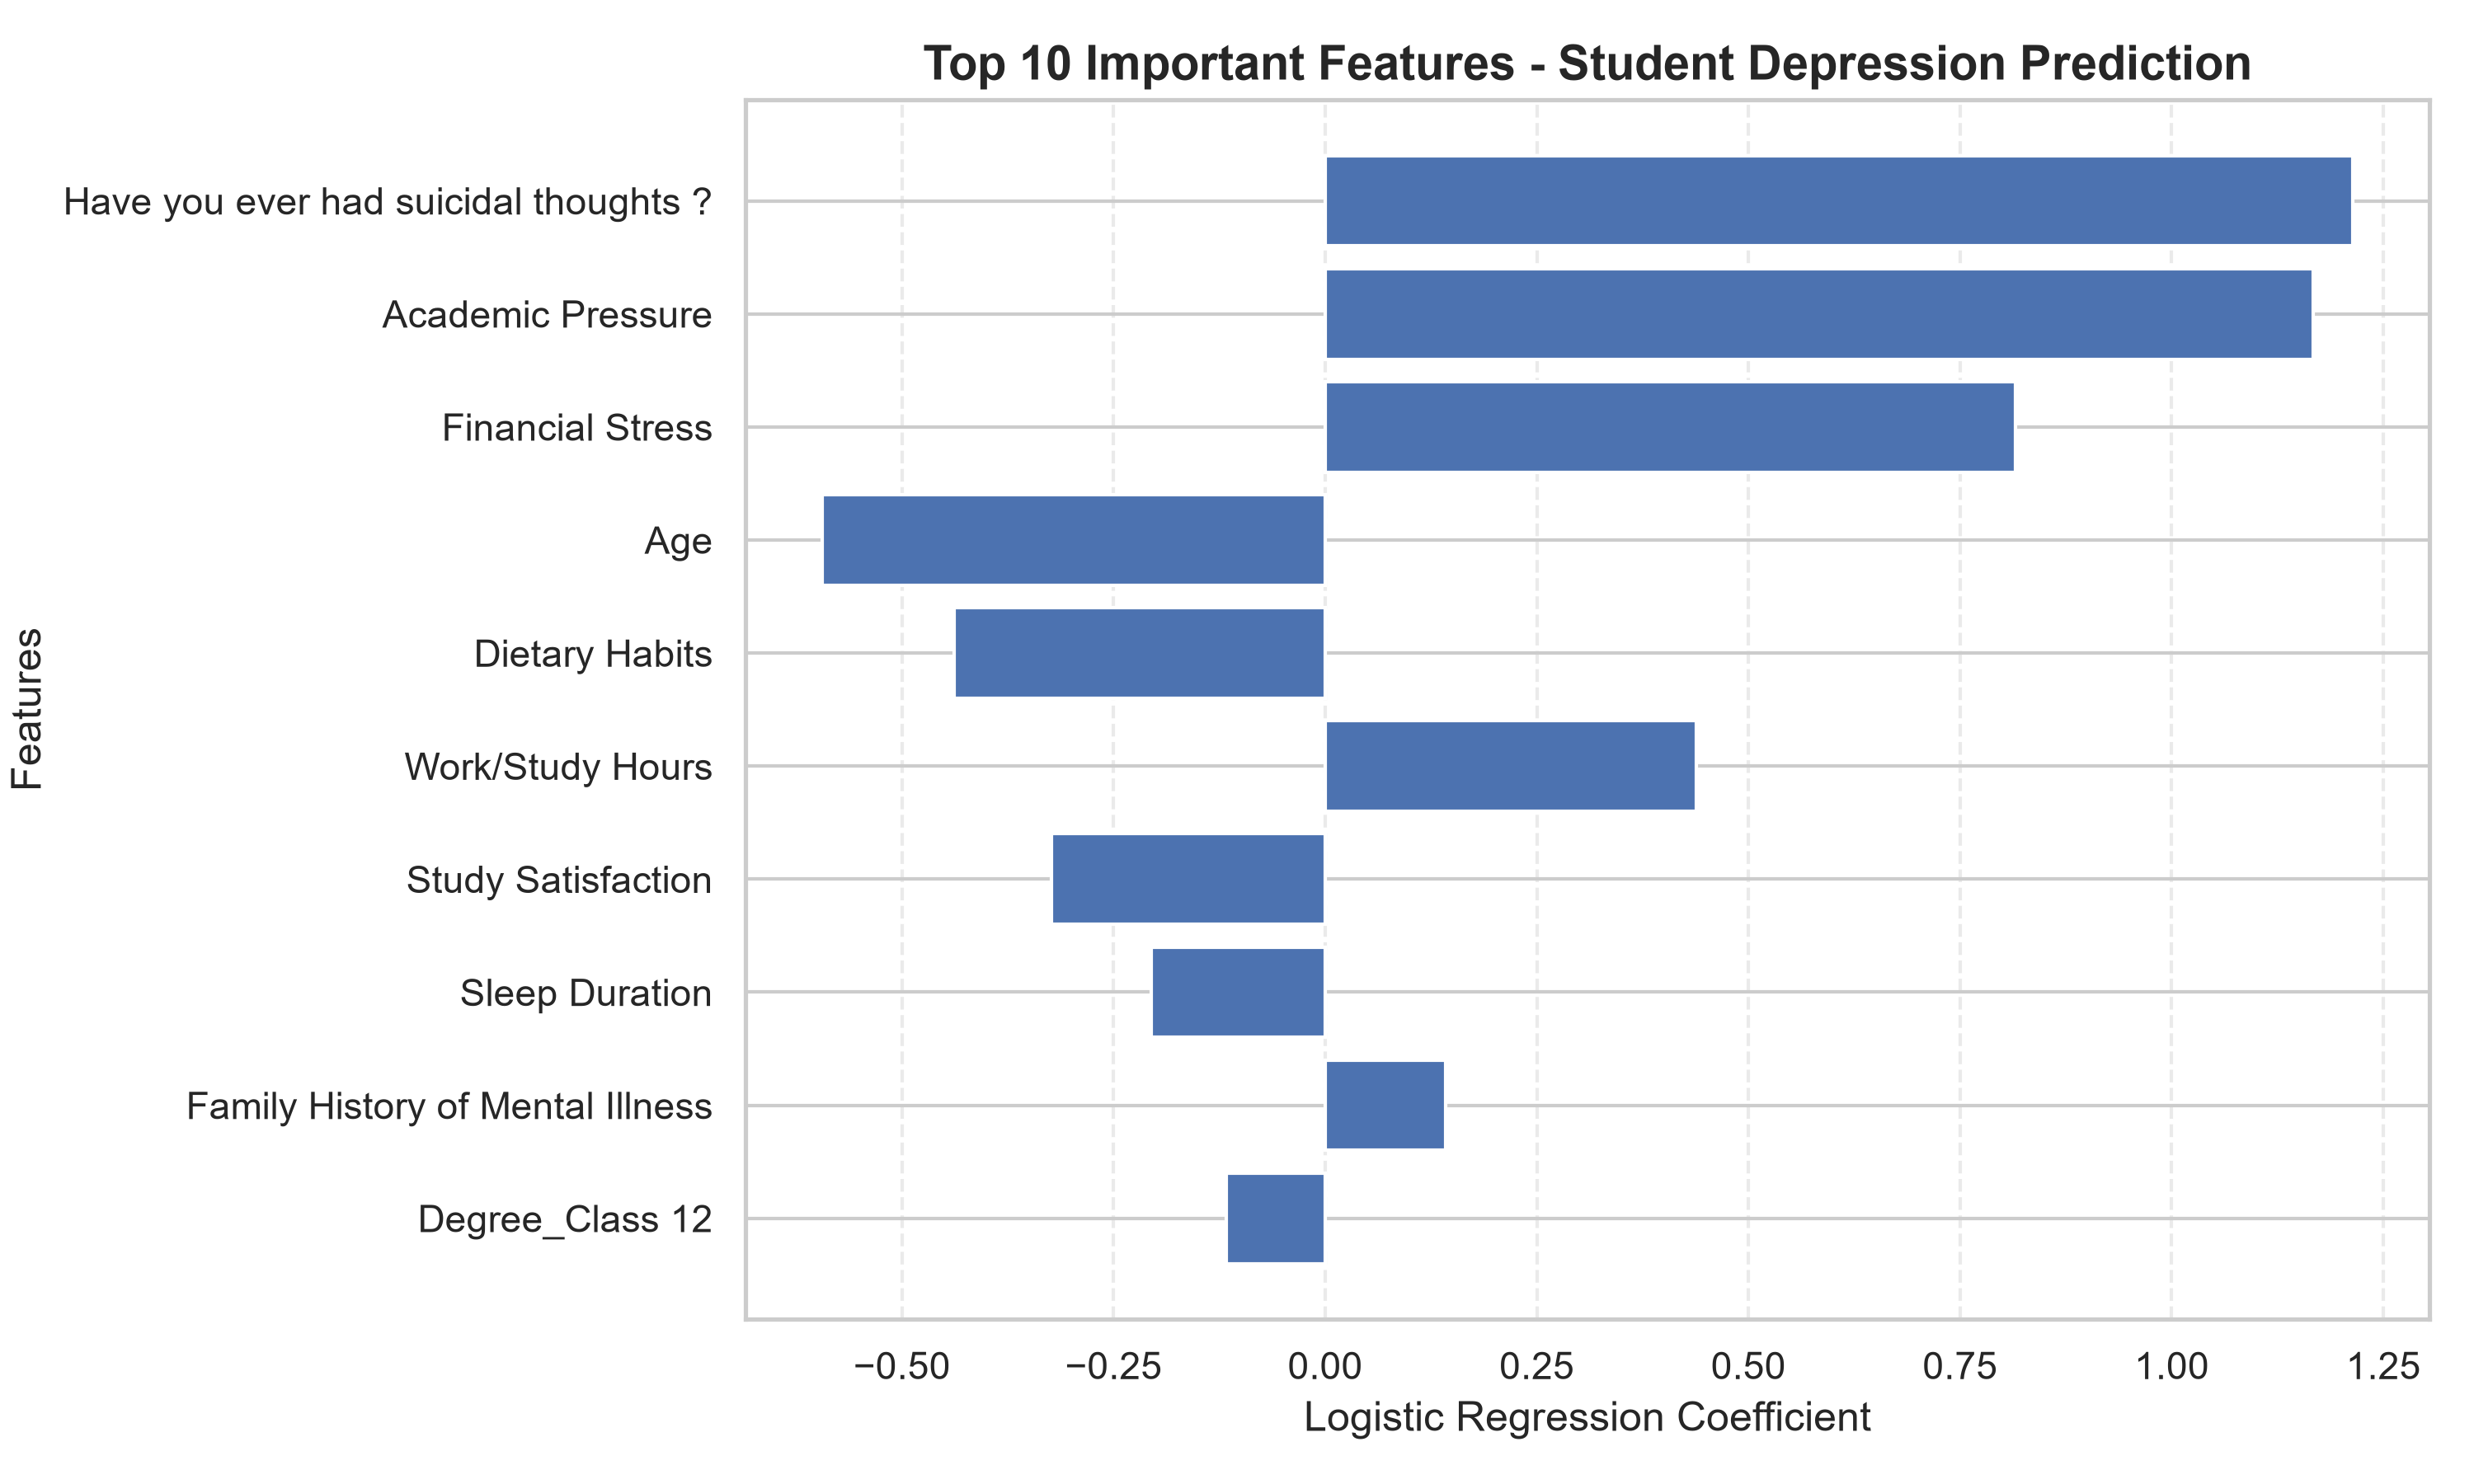 Top 10 Important Features - Student Depression Prediction
Have you ever had suicidal thoughts ?
Academic Pressure
Financial Stress
Age
Dietary Habits
Work/Study Hours
Study Satisfaction
Sleep Duration
Family History of Mental Illness
Degree_Class 12
Features
−0.50 −0.25 0.00 0.25 0.50 0.75 1.00 1.25
Logistic Regression Coefficient